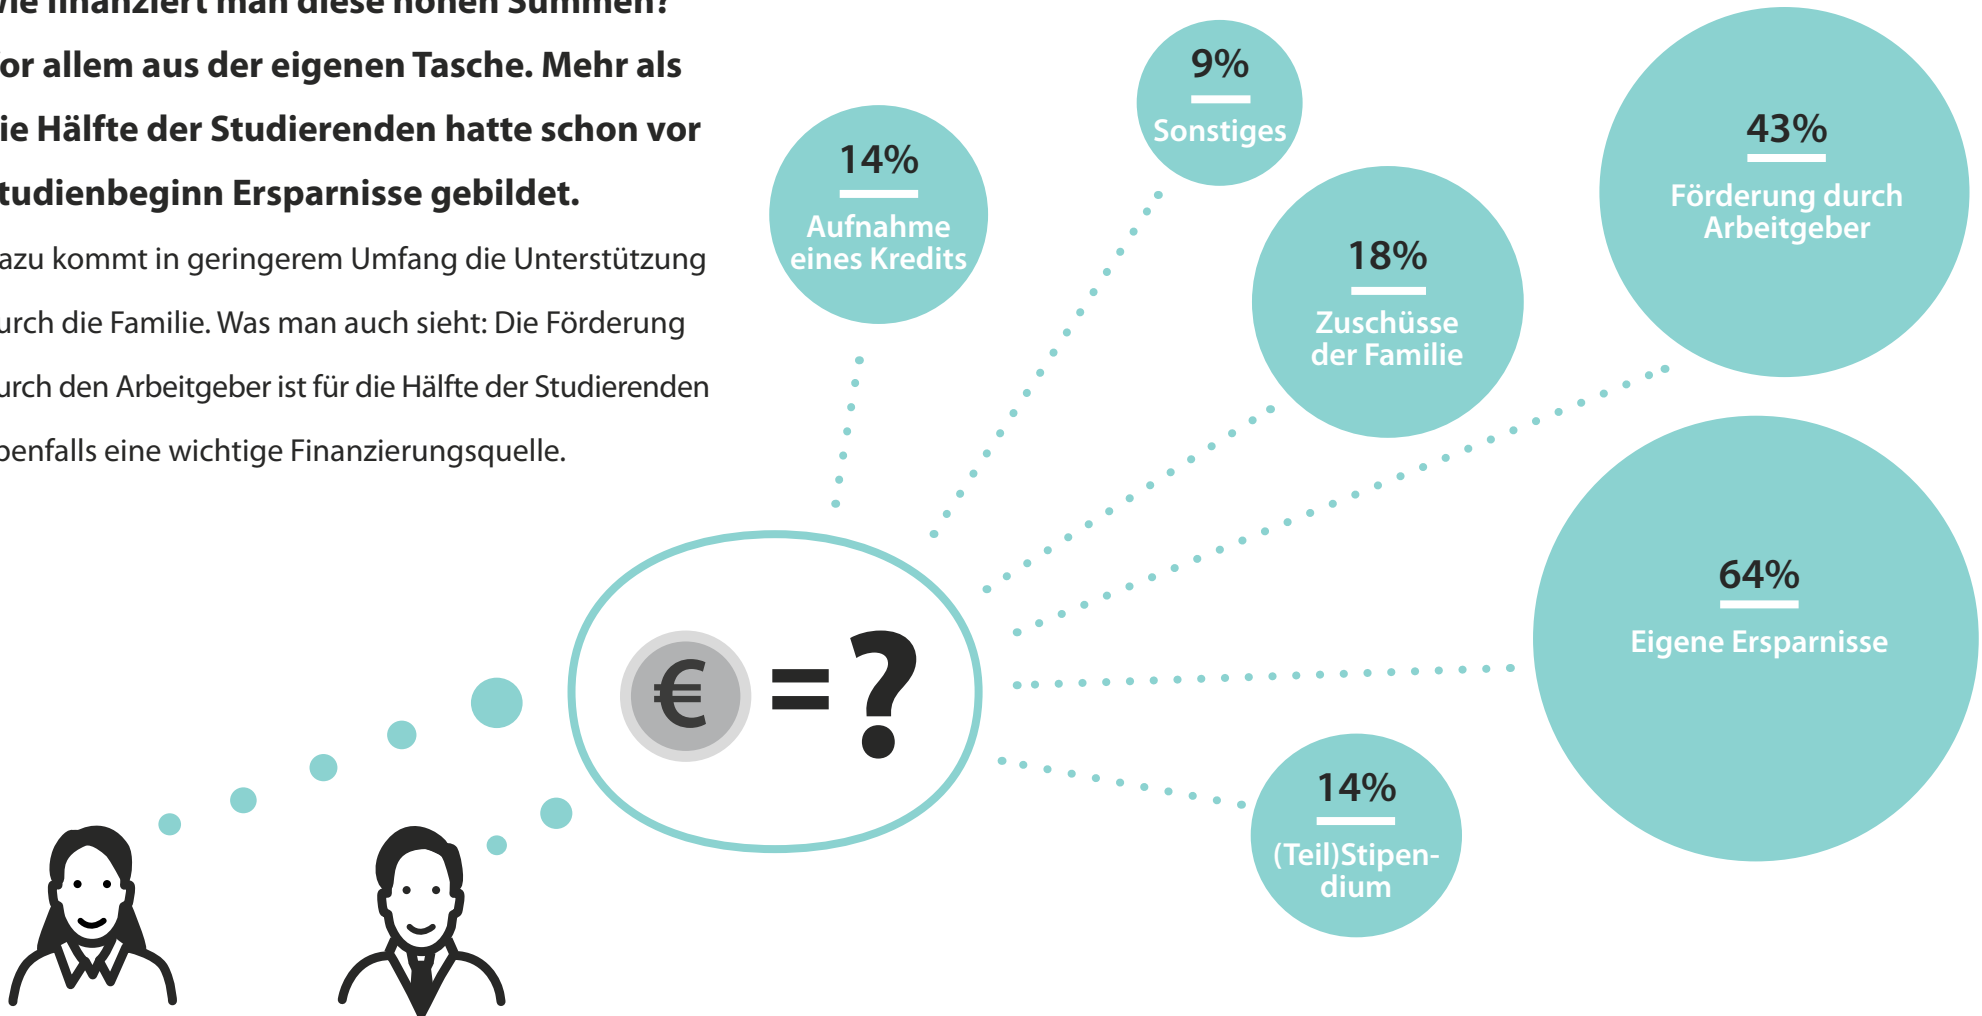 wie finanziert man diese hohen Summen?
or allem aus der eigenen Tasche. Mehr als
ie Hälfte der Studierenden hatte schon vor
tudienbeginn Ersparnisse gebildet.
azu kommt in geringerem Umfang die Unterstützung
urch die Familie. Was man auch sieht: Die Förderung
urch den Arbeitgeber ist für die Hälfte der Studierenden
benfalls eine wichtige Finanzierungsquelle.
14%
Aufnahme
eines Kredits
9%
Sonstiges
18%
Zuschüsse
der Familie
43%
Förderung durch
Arbeitgeber
64%
Eigene Ersparnisse
14%
(Teil)Stipen-
dium
€ = ?